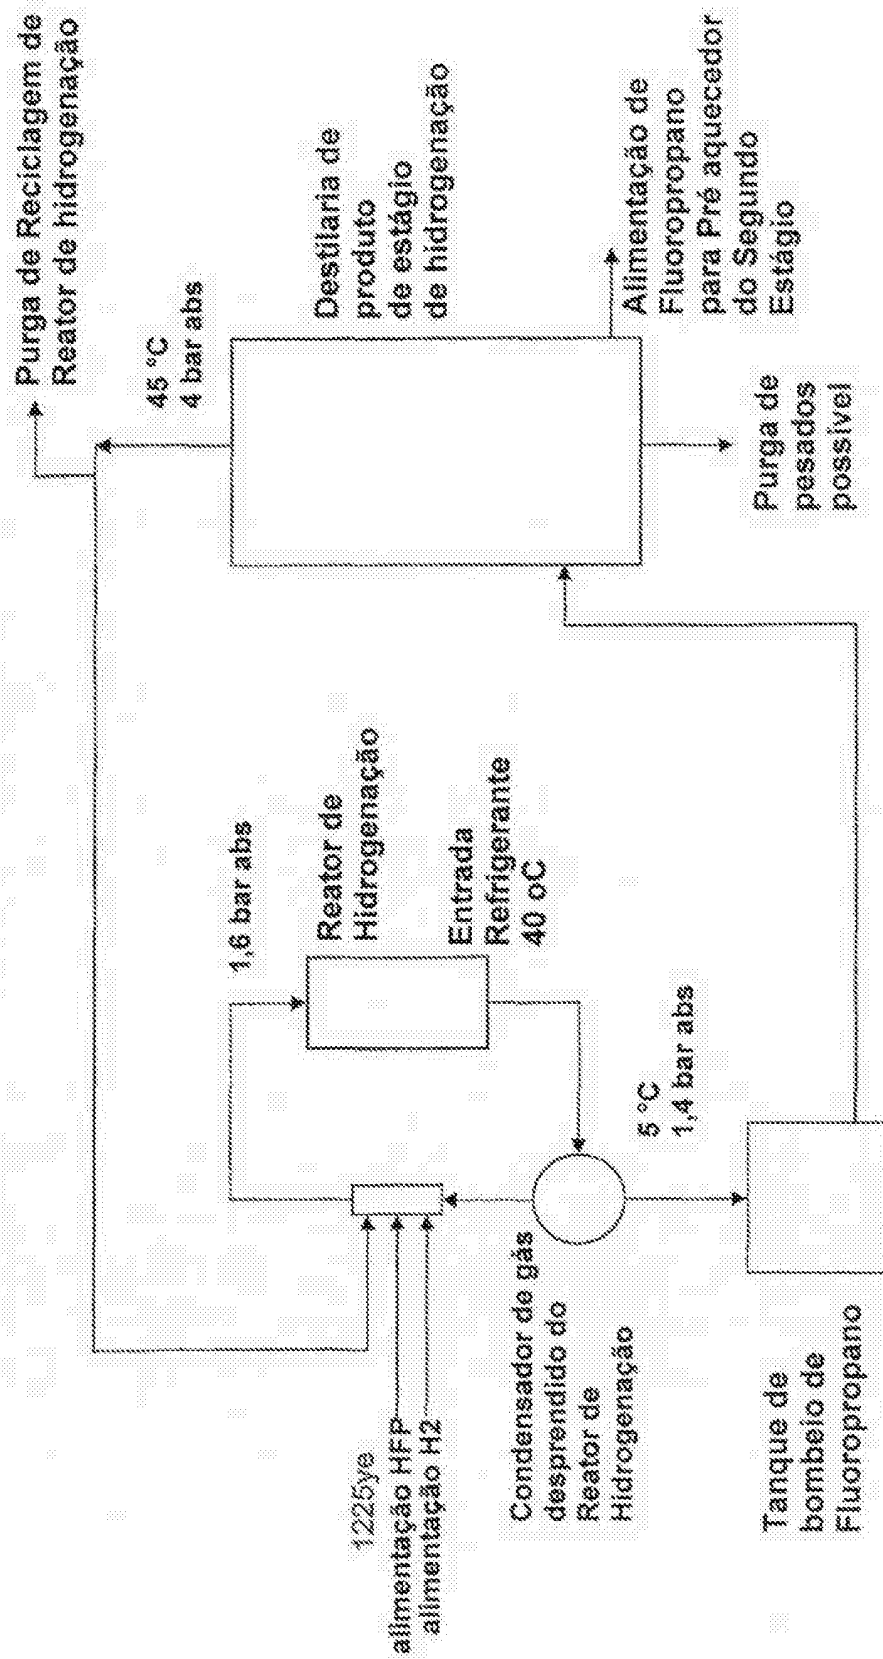 Purga de Reciclagem de
Reator de hidrogenação
45 °C
4 bar abs
Destilaria de
produto
de estágio
de hidrogenação
Alimentação de
Fluoropropano
para Pré aquecedor
do Segundo
Estágio
Purga de
pesados
possível
1,6 bar abs
Reator de
Hidrogenação
Entrada
Refrigerante
40 oC
5 °C
1,4 bar abs
1225ye
alimentação HFP
alimentação H2
Condensador de gás
desprendido do
Reator de
Hidrogenação
Tanque de
bombeio de
Fluoropropano